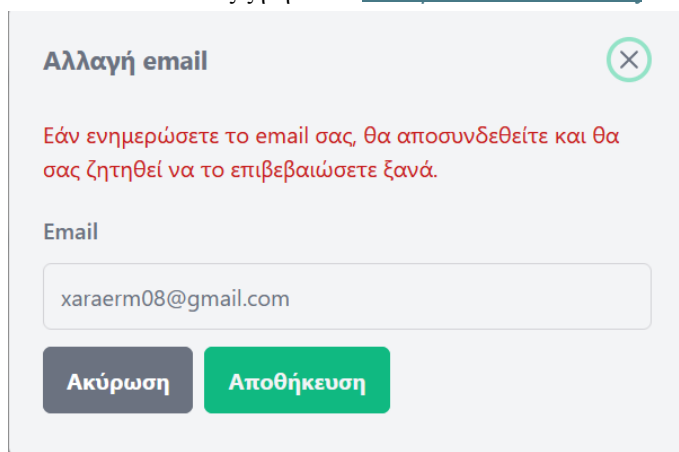 Αλλαγή email
Εάν ενημερώσετε το email σας, θα αποσυνδεθείτε και θα
σας ζητηθεί να το επιβεβαιώσετε ξανά.
Email
xaraerm08@gmail.com
Ακύρωση
Αποθήκευση